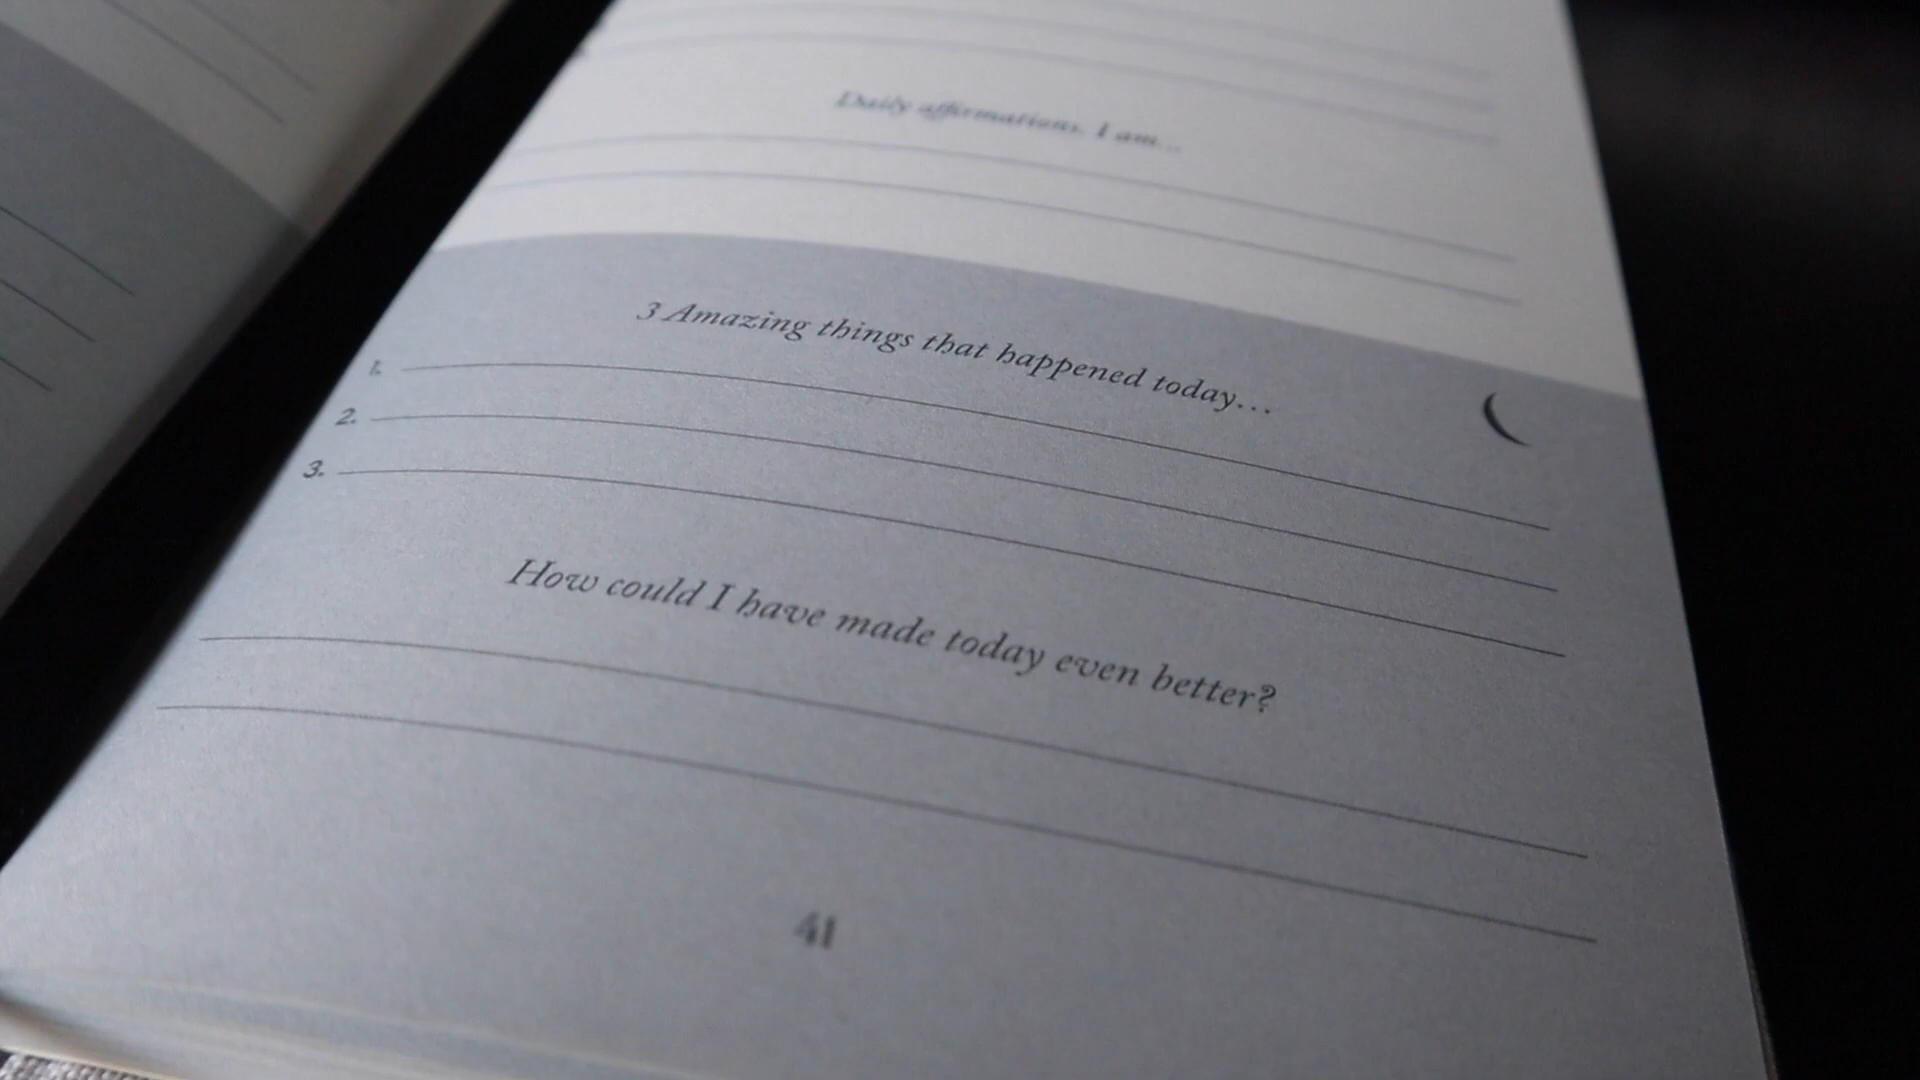 Daily affirmations. I am...
3 Amazing things that happened today...
1.
2.
3.
How could I have made today even better?
41